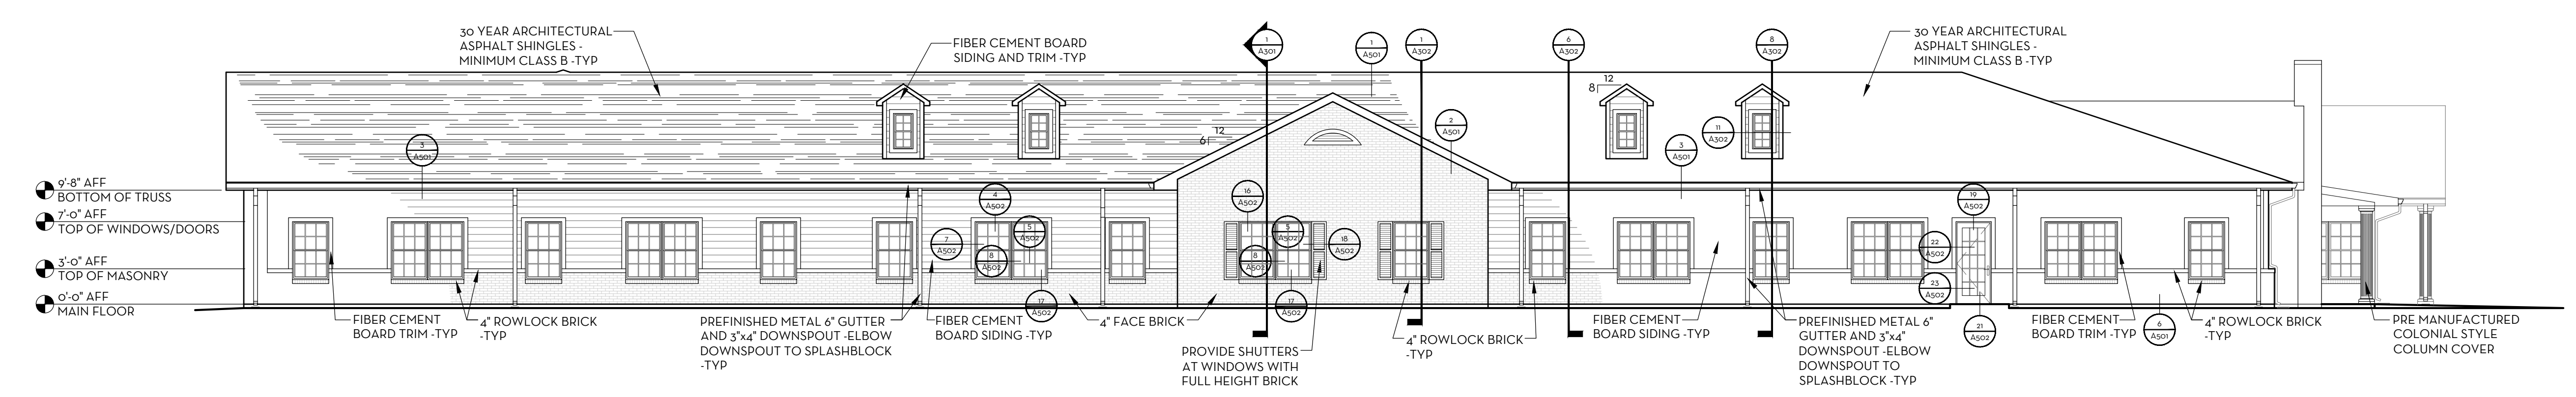 30 YEAR ARCHITECTURAL
ASPHALT SHINGLES -
MINIMUM CLASS B -TYP
FIBER CEMENT BOARD
SIDING AND TRIM -TYP
1
A301
1
A501
1
A302
6
A302
8
A302
30 YEAR ARCHITECTURAL
ASPHALT SHINGLES -
MINIMUM CLASS B -TYP
12
8
12
6
3
A501
2
A501
11
A302
3
A501
9'-8" AFF
BOTTOM OF TRUSS
7'-0" AFF
TOP OF WINDOWS/DOORS
3'-0" AFF
TOP OF MASONRY
0'-0" AFF
MAIN FLOOR
4
A502
16
A502
19
A502
7
A502
5
A502
8
A502
5
A502
18
A502
8
A502
22
A502
23
A502
17
A502
17
A502
21
A502
6
A501
FIBER CEMENT
BOARD TRIM -TYP
4" ROWLOCK BRICK
-TYP
PREFINISHED METAL 6" GUTTER
AND 3"x4" DOWNSPOUT -ELBOW
DOWNSPOUT TO SPLASHBLOCK
-TYP
FIBER CEMENT
BOARD SIDING -TYP
4" FACE BRICK
PROVIDE SHUTTERS
AT WINDOWS WITH
FULL HEIGHT BRICK
4" ROWLOCK BRICK
-TYP
FIBER CEMENT
BOARD SIDING -TYP
PREFINISHED METAL 6"
GUTTER AND 3"x4"
DOWNSPOUT -ELBOW
DOWNSPOUT TO
SPLASHBLOCK -TYP
FIBER CEMENT
BOARD TRIM -TYP
4" ROWLOCK BRICK
-TYP
PRE MANUFACTURED
COLONIAL STYLE
COLUMN COVER